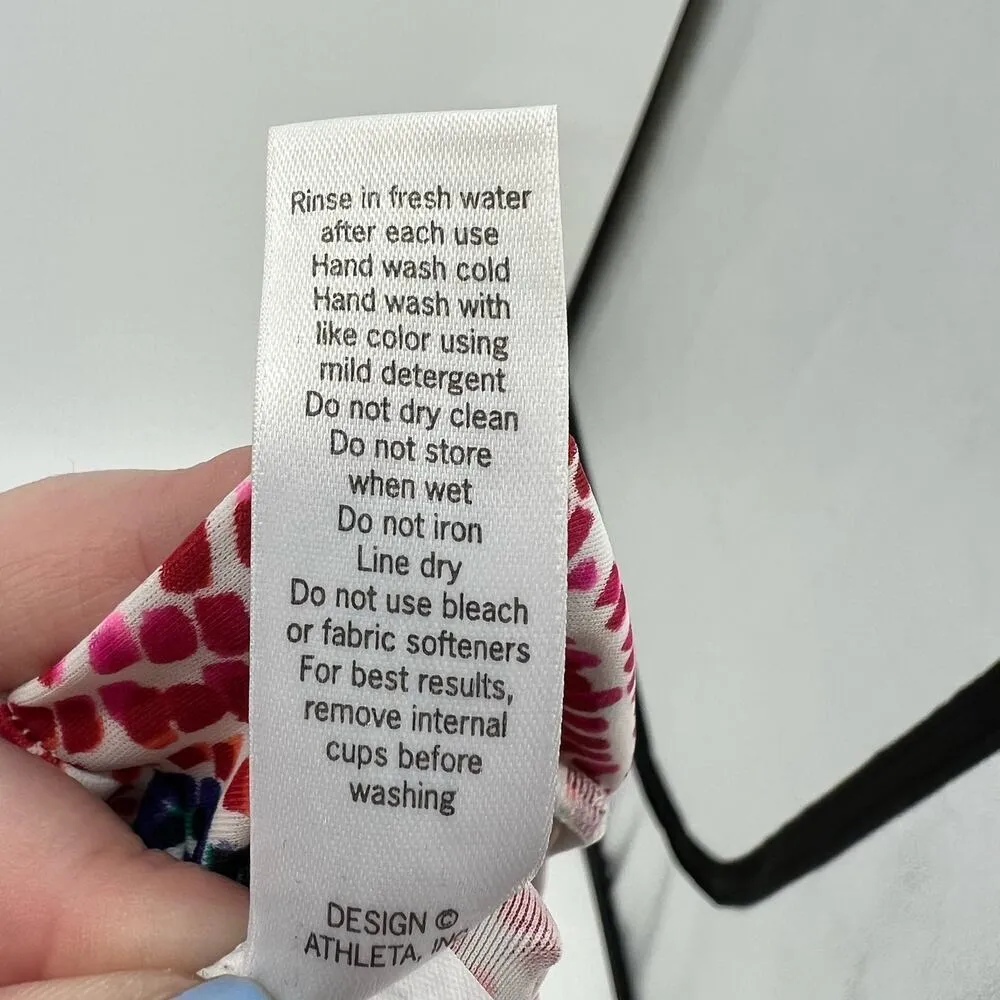 Rinse in fresh water
after each use
Hand wash cold
Hand wash with
like color using
mild detergent
Do not dry clean
Do not store
when wet
Do not iron
Line dry
Do not use bleach
or fabric softeners
For best results,
remove internal
cups before
washing
DESIGN ©
ATHLETA, INC